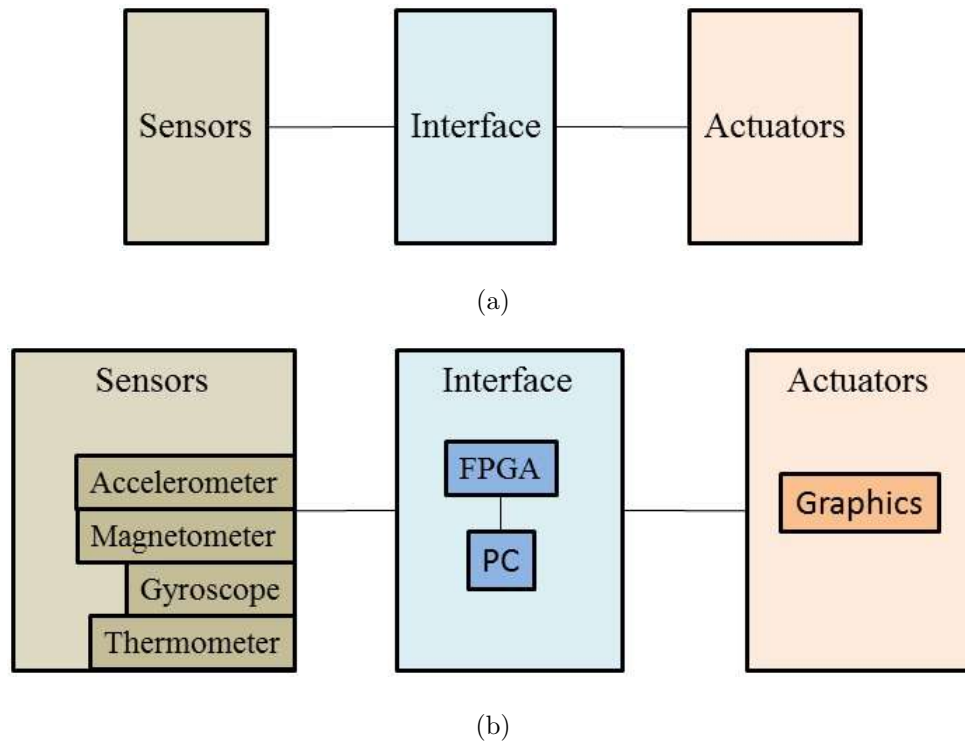 Sensors
Interface
Actuators
(a)
Sensors
Accelerometer
Magnetometer
Gyroscope
Thermometer
Interface
FPGA
PC
Actuators
Graphics
(b)